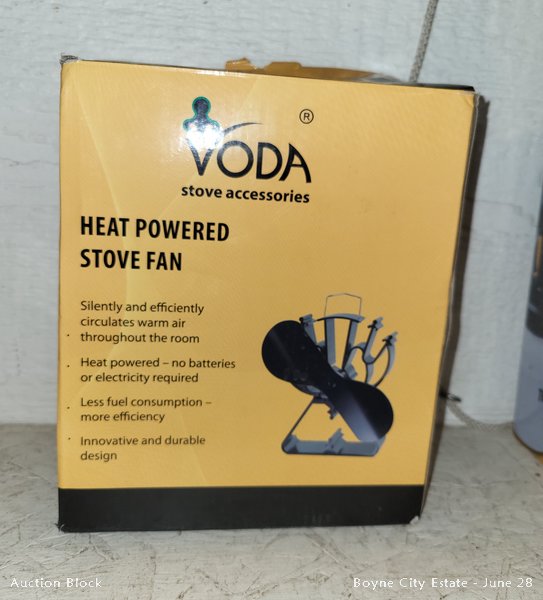 VODA ®
stove accessories
HEAT POWERED
STOVE FAN
Silently and efficiently
circulates warm air
throughout the room
· Heat powered – no batteries
or electricity required
· Less fuel consumption –
more efficiency
· Innovative and durable
design
Auction Block
Boyne City Estate - June 28